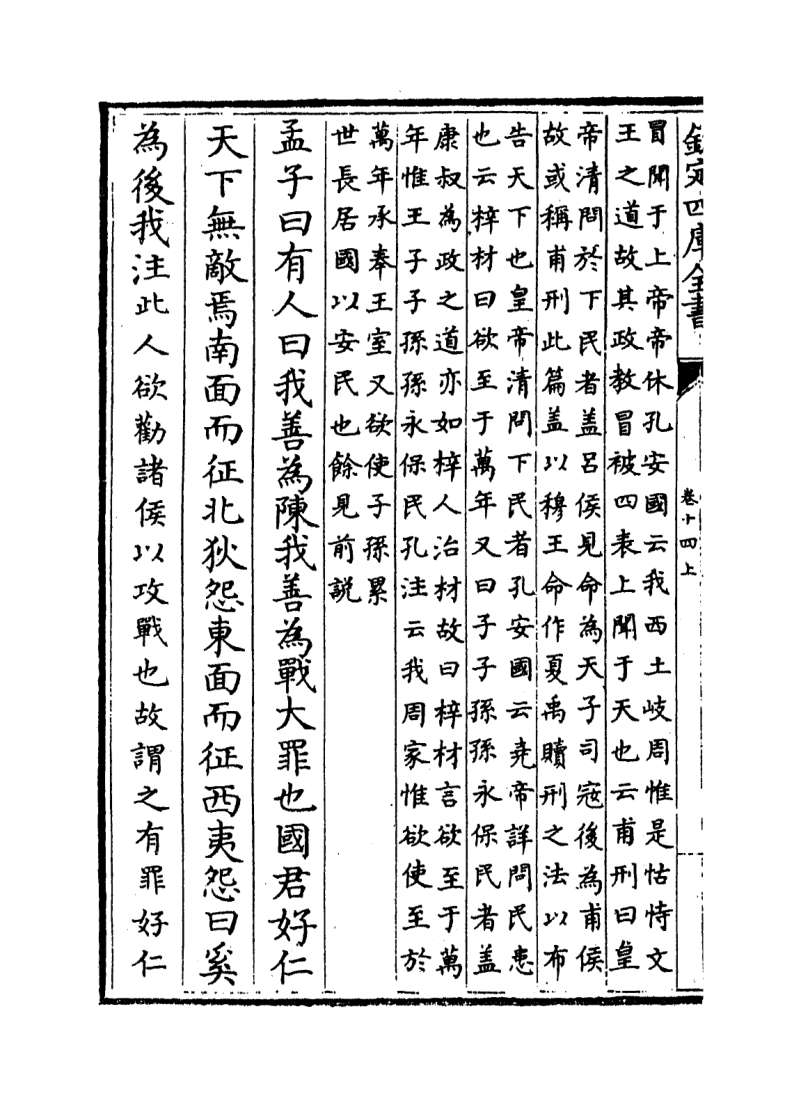 欽定四庫全書
卷十四上
冒聞于上帝帝休孔安國云我西土岐周惟是怙恃文
王之道故其政教冒被四表上聞于天也云甫刑曰皇
帝清問於下民者盖呂侯見命為天子司寇後為甫侯
故或稱甫刑此篇盖以穆王命作夏禹贖刑之法以布
告天下也皇帝清問下民者孔安國云堯帝詳問民患
也云梓材曰欲至于萬年又曰子子孫孫永保民者盖
康叔為政之道亦如梓人治材故曰梓材言欲至于萬
年惟王子子孫孫永保民孔注云我周家惟欲使至於
萬年承奉王室又欲使子孫累
世長居國以安民也餘見前説
孟子曰有人曰我善為陳我善為戰大罪也國君好仁
天下無敵焉南面而征北狄怨東面而征西夷怨曰奚
為後我注此人欲勸諸侯以攻戰也故謂之有罪好仁